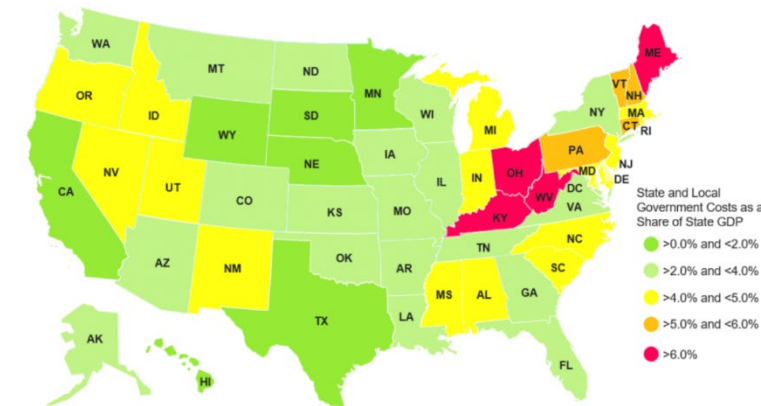 WA
MT
ND
MN
ME
VT
NH
OR
ID
WY
SD
WI
MI
NY
MA
CT
RI
NE
IA
PA
NJ
MD
DE
CA
NV
UT
CO
KS
MO
IL
IN
OH
WV
KY
DC
VA
AZ
NM
OK
AR
TN
NC
SC
TX
LA
MS
AL
GA
FL
AK
HI
State and Local
Government Costs as a
Share of State GDP
>0.0% and <2.0%
>2.0% and <4.0%
>4.0% and <5.0%
>5.0% and <6.0%
>6.0%